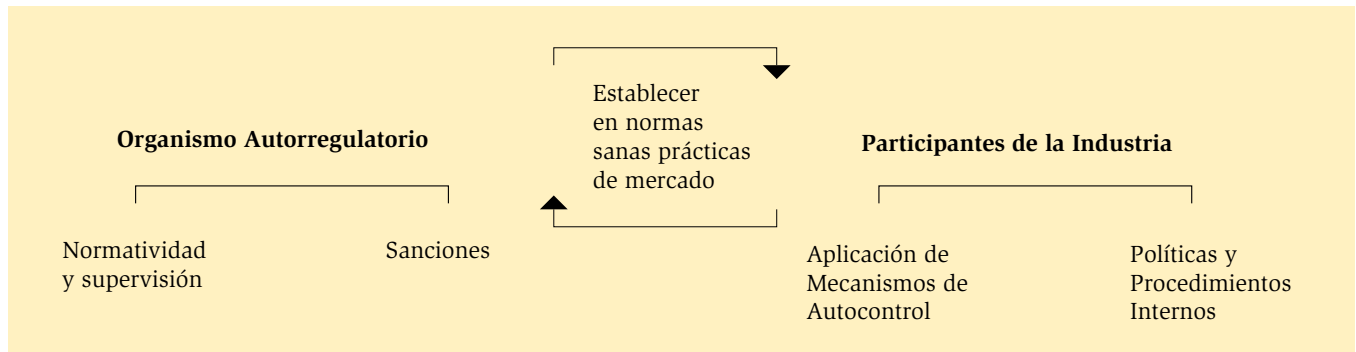 Organismo Autorregulatorio
Normatividad
y supervisión
Sanciones
Establecer
en normas
sanas prácticas
de mercado
Participantes de la Industria
Aplicación de
Mecanismos de
Autocontrol
Políticas y
Procedimientos
Internos